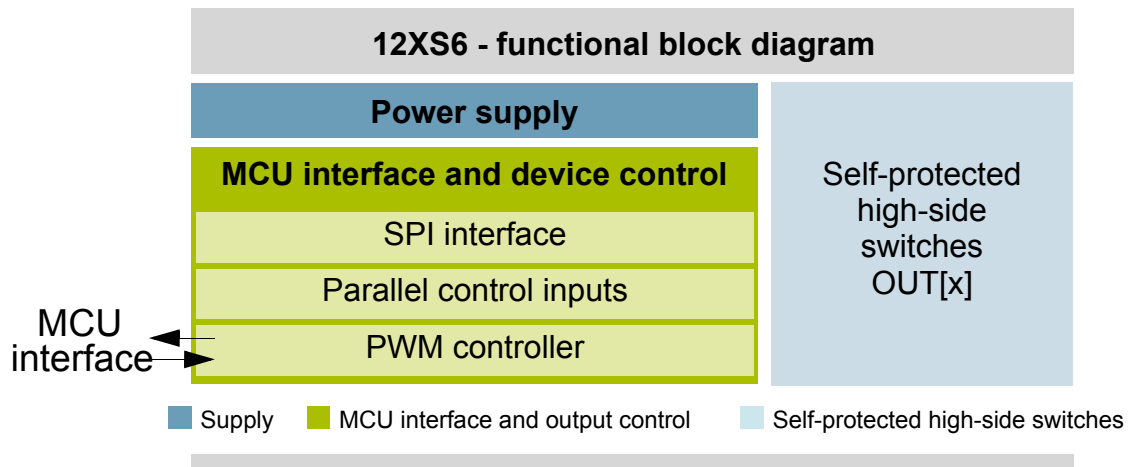 12XS6 - functional block diagram
Power supply
MCU interface and device control
SPI interface
Parallel control inputs
PWM controller
Self-protected
high-side
switches
OUT[x]
MCU
interface
Supply
MCU interface and output control
Self-protected high-side switches